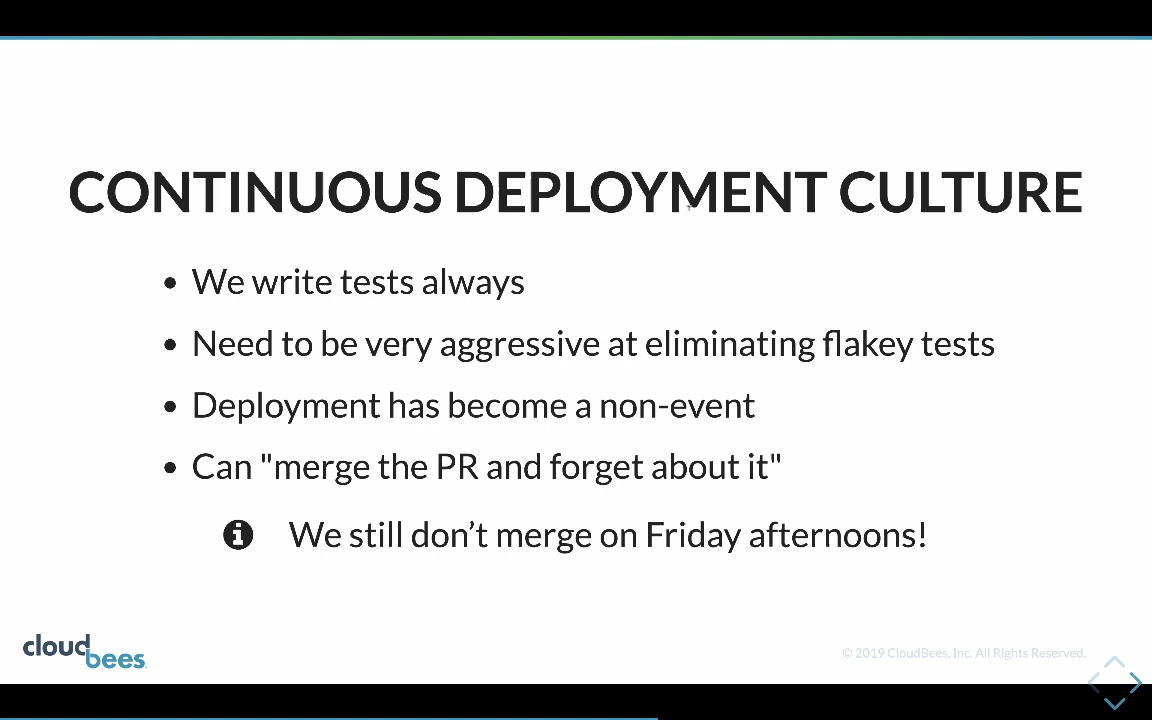 CONTINUOUS DEPLOYMENT CULTURE
We write tests always
Need to be very aggressive at eliminating flakey tests
Deployment has become a non-event
Can "merge the PR and forget about it"
We still don’t merge on Friday afternoons!
cloudbees
© 2019 CloudBees, Inc. All Rights Reserved.